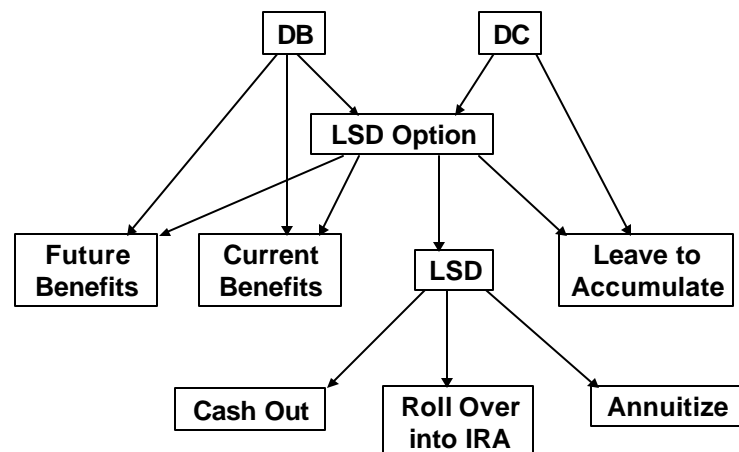 DB
DC
LSD Option
Future
Benefits
Current
Benefits
LSD
Leave to
Accumulate
Cash Out
Roll Over
into IRA
Annuitize